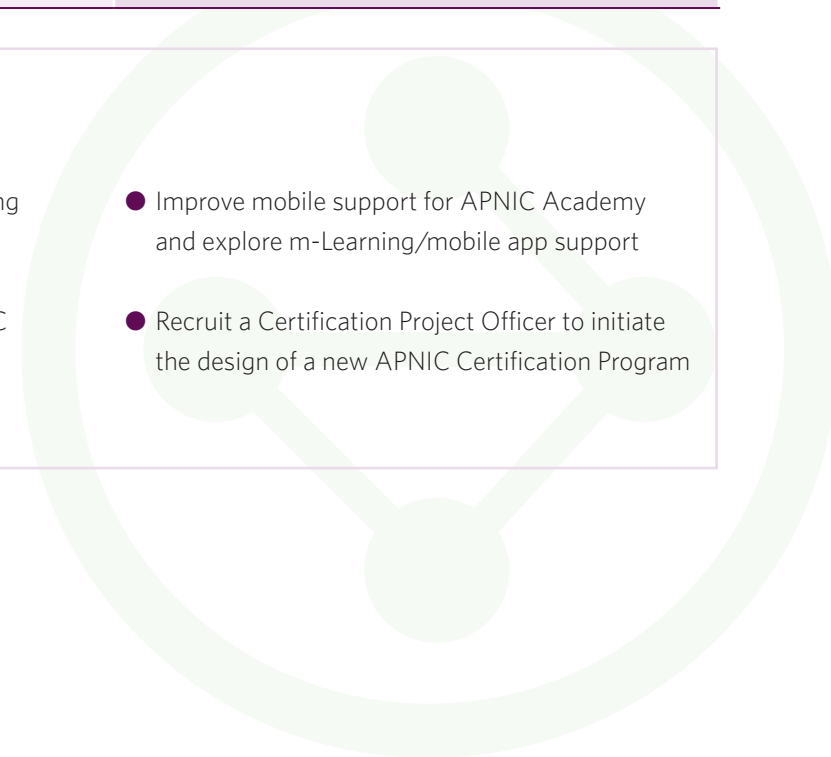 ● Improve mobile support for APNIC Academy
and explore m-Learning/mobile app support
● Recruit a Certification Project Officer to initiate
the design of a new APNIC Certification Program